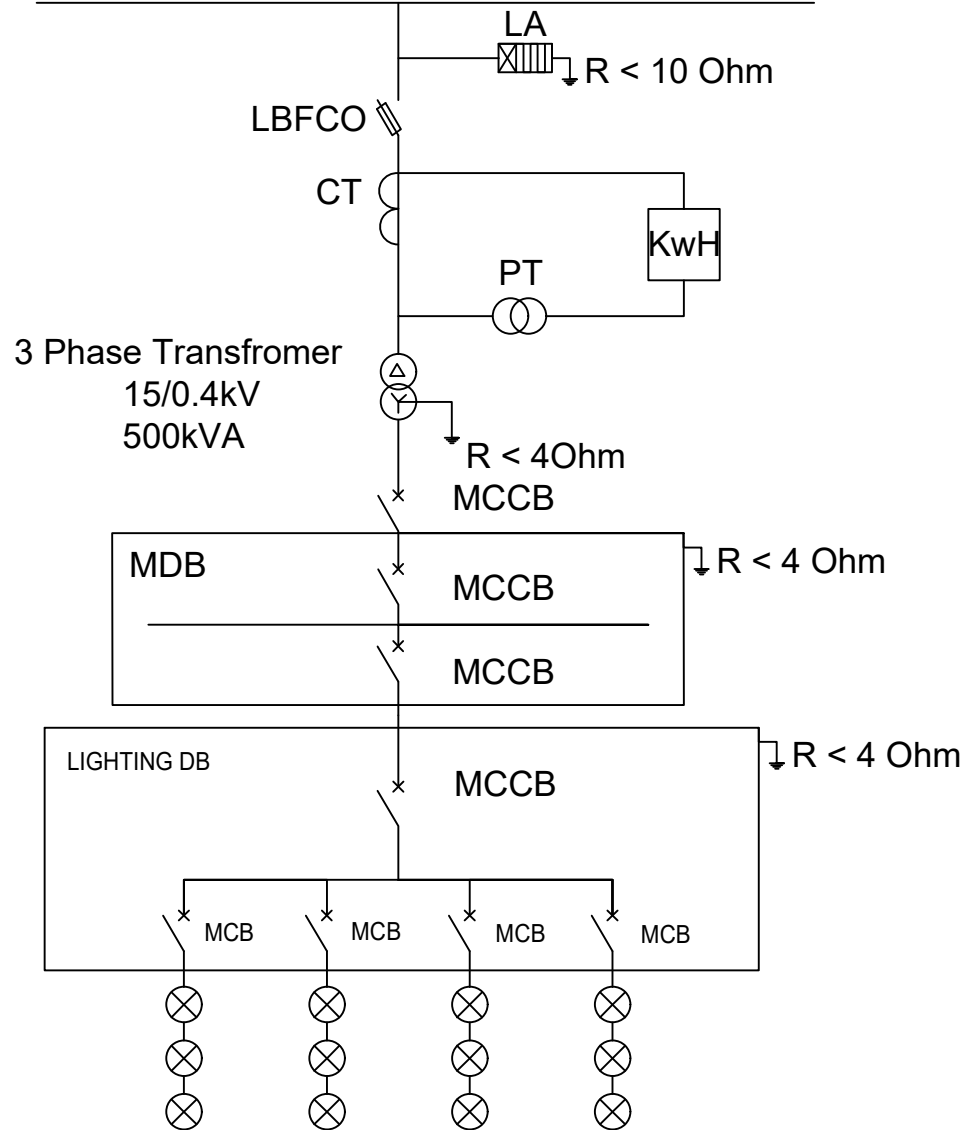 LA
R < 10 Ohm
LBFCO
CT
KwH
PT
3 Phase Transfromer
15/0.4kV
500kVA
R < 4Ohm
MCCB
MDB
R < 4 Ohm
MCCB
MCCB
LIGHTING DB
R < 4 Ohm
MCCB
MCB
MCB
MCB
MCB